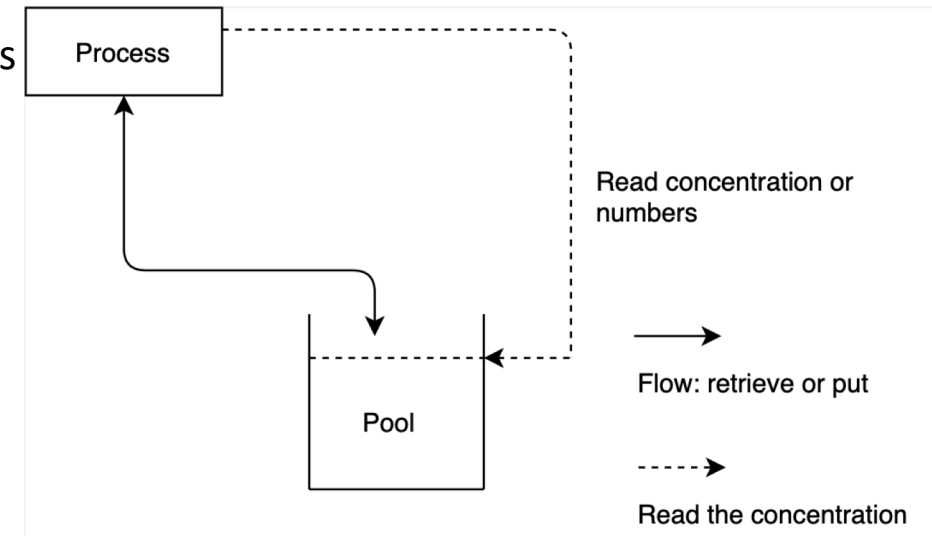 s
Process
Read concentration or
numbers
Flow: retrieve or put
Pool
Read the concentration